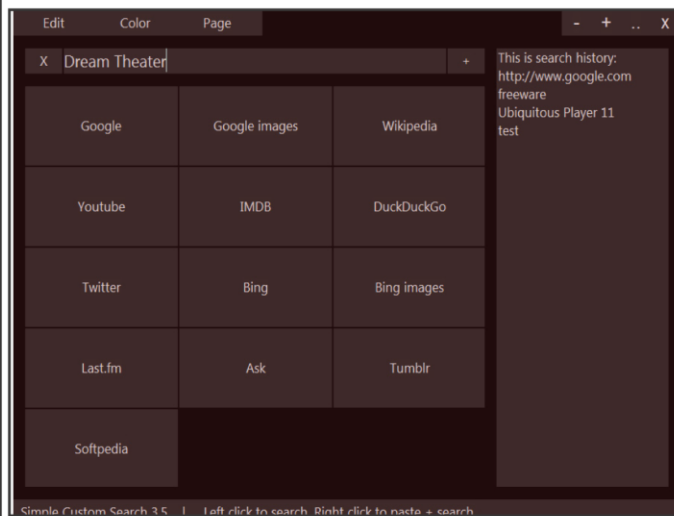 Edit Color Page - + .. X
X Dream Theater +
This is search history:
http://www.google.com
freeware
Ubiquitous Player 11
test
Google Google images Wikipedia
Youtube IMDB DuckDuckGo
Twitter Bing Bing images
Last.fm Ask Tumblr
Softpedia
Simple Custom Search 3.5 | Left click to search, Right click to paste + search